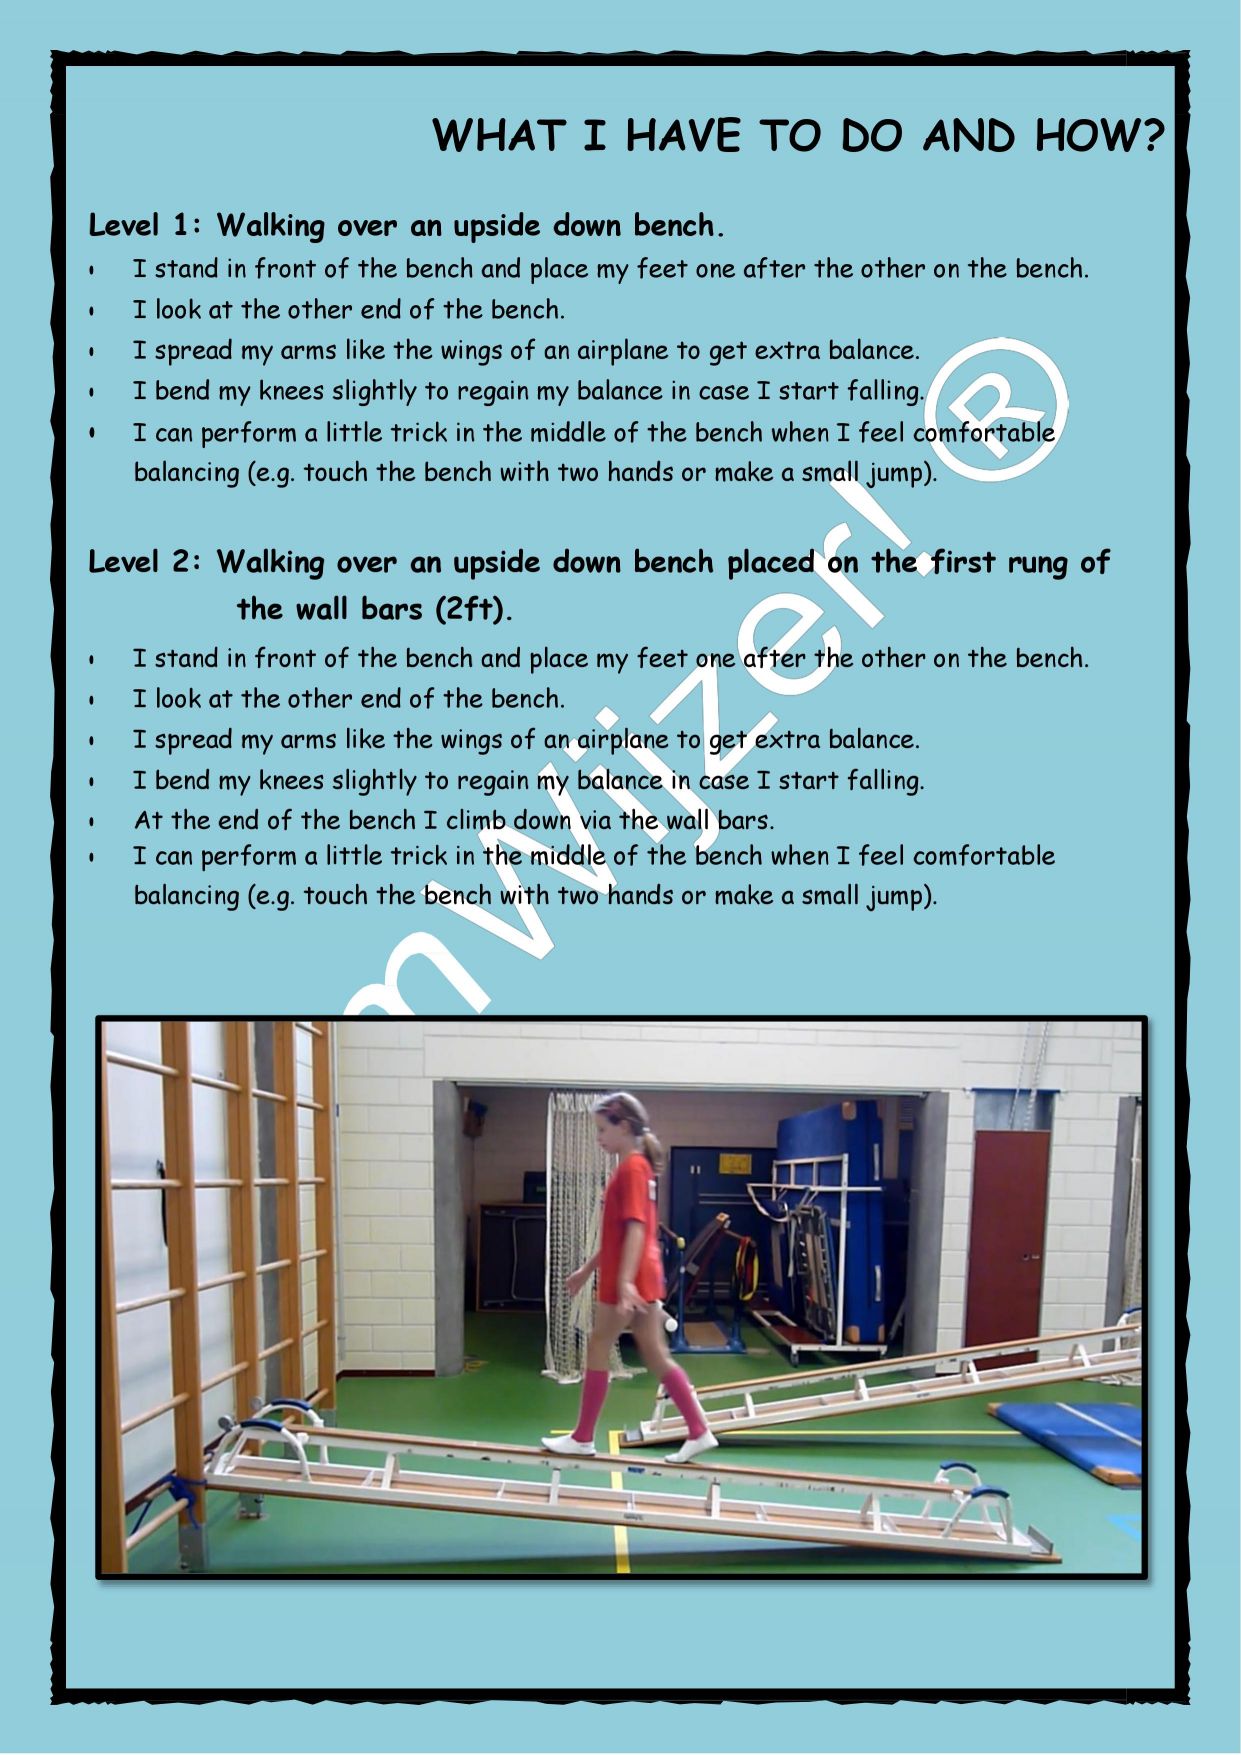 WHAT I HAVE TO DO AND HOW?
Level 1: Walking over an upside down bench.
• I stand in front of the bench and place my feet one after the other on the bench.
• I look at the other end of the bench.
• I spread my arms like the wings of an airplane to get extra balance.
• I bend my knees slightly to regain my balance in case I start falling.
• I can perform a little trick in the middle of the bench when I feel comfortable
balancing (e.g. touch the bench with two hands or make a small jump).
Level 2: Walking over an upside down bench placed on the first rung of
the wall bars (2ft).
• I stand in front of the bench and place my feet one after the other on the bench.
• I look at the other end of the bench.
• I spread my arms like the wings of an airplane to get extra balance.
• I bend my knees slightly to regain my balance in case I start falling.
• At the end of the bench I climb down via the wall bars.
• I can perform a little trick in the middle of the bench when I feel comfortable
balancing (e.g. touch the bench with two hands or make a small jump).
mWijzer! ®